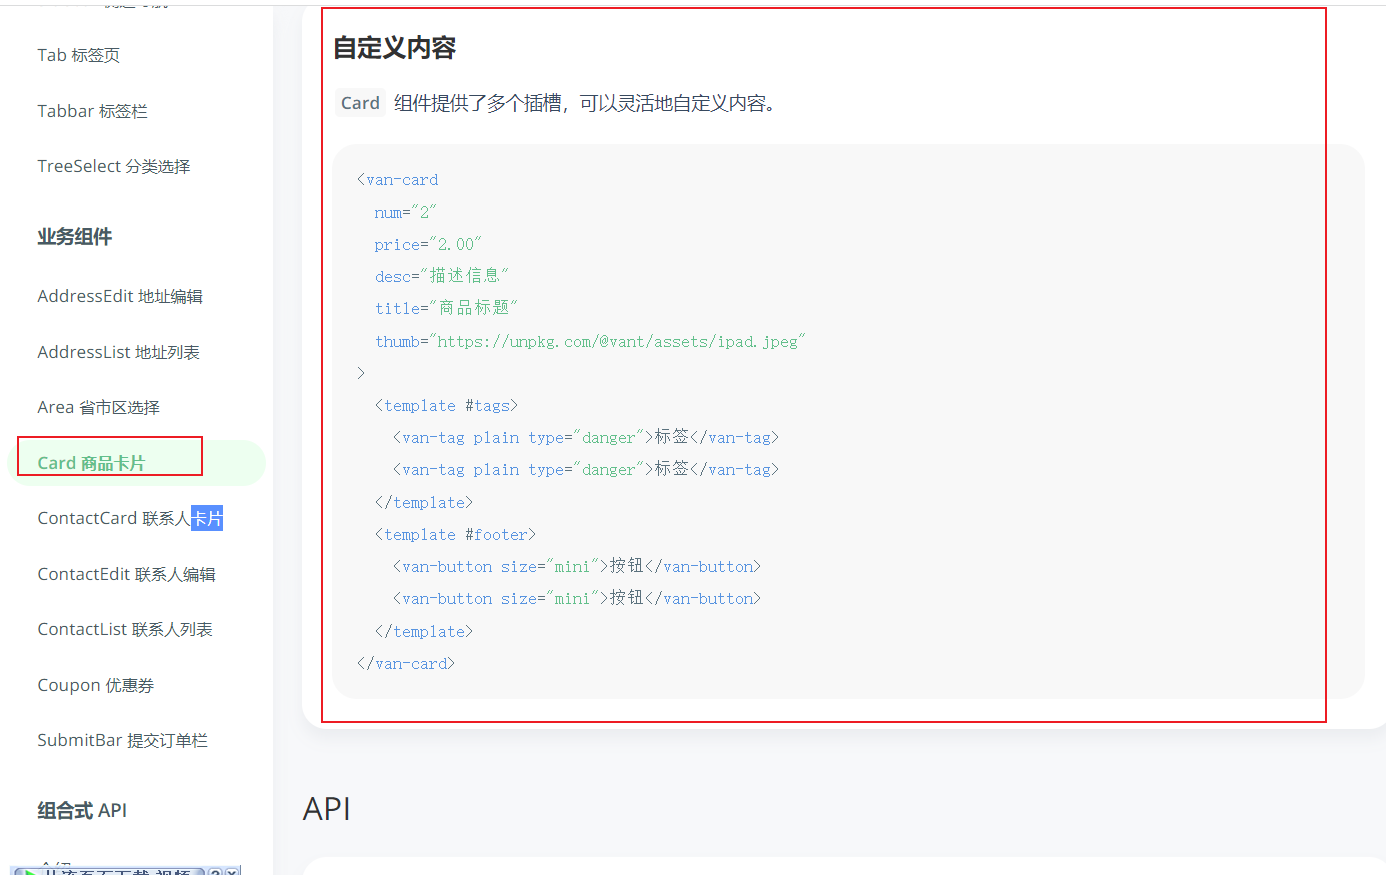 Tab 标签页
Tabbar 标签栏
TreeSelect 分类选择
业务组件
AddressEdit 地址编辑
AddressList 地址列表
Area 省市区选择
Card 商品卡片
ContactCard 联系人卡片
ContactEdit 联系人编辑
ContactList 联系人列表
Coupon 优惠券
SubmitBar 提交订单栏
组合式 API
自定义内容
Card 组件提供了多个插槽，可以灵活地自定义内容。
<van-card
  num="2"
  price="2.00"
  desc="描述信息"
  title="商品标题"
  thumb="https://unpkg.com/@vant/assets/ipad.jpeg"
>
  <template #tags>
    <van-tag plain type="danger">标签</van-tag>
    <van-tag plain type="danger">标签</van-tag>
  </template>
  <template #footer>
    <van-button size="mini">按钮</van-button>
    <van-button size="mini">按钮</van-button>
  </template>
</van-card>
API